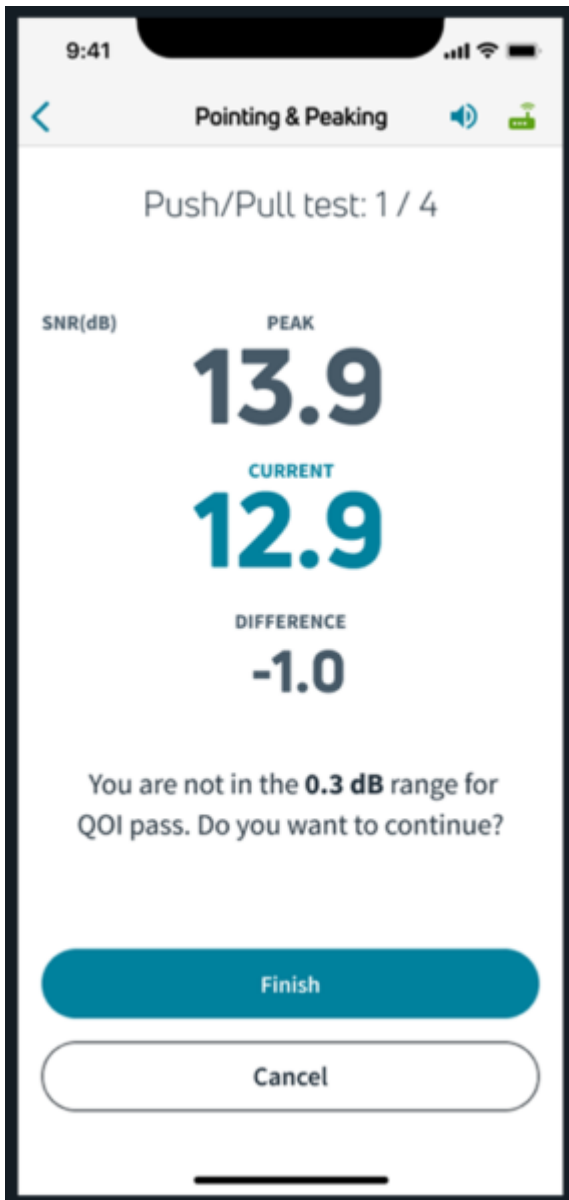 9:41
Pointing & Peaking
Push/Pull test: 1 / 4
SNR(dB)
PEAK
13.9
CURRENT
12.9
DIFFERENCE
-1.0
You are not in the 0.3 dB range for
QOI pass. Do you want to continue?
Finish
Cancel